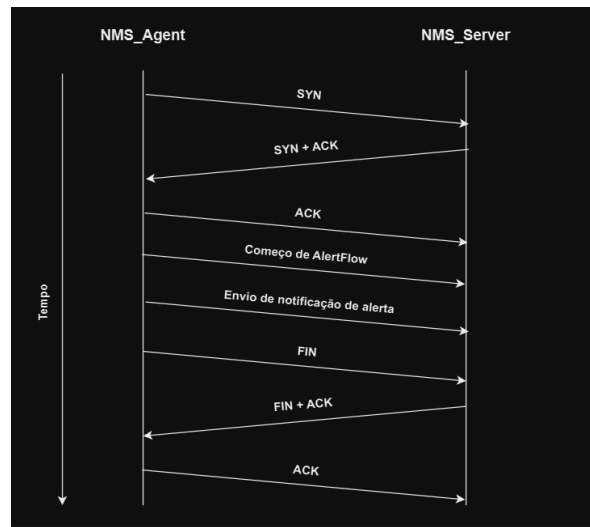 NMS_Agent
NMS_Server
SYN
SYN + ACK
ACK
Começo de AlertFlow
Envio de notificação de alerta
FIN
FIN + ACK
ACK
Tempo